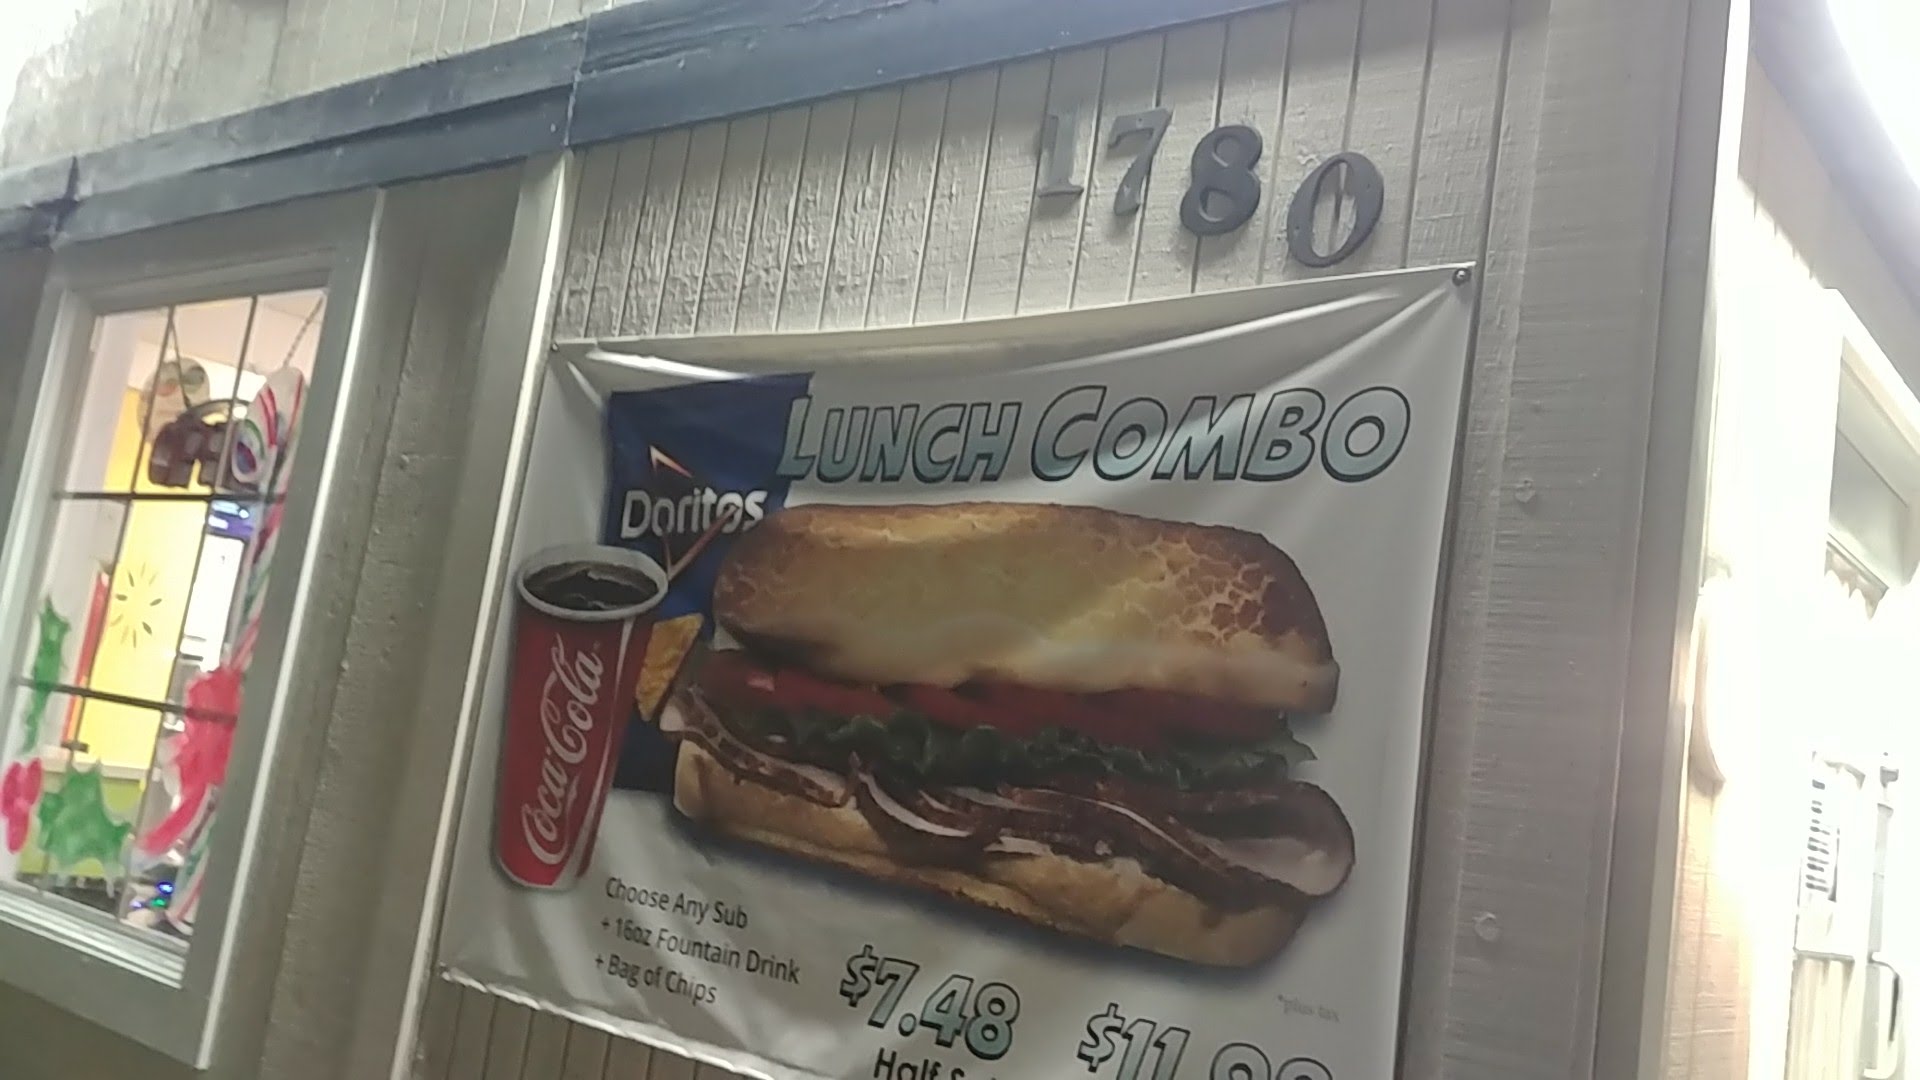 1780
LUNCH COMBO
Doritos
Coca-Cola
Choose Any Sub
+ 16oz Fountain Drink
+ Bag of Chips
$7.48
Half
*plus tax